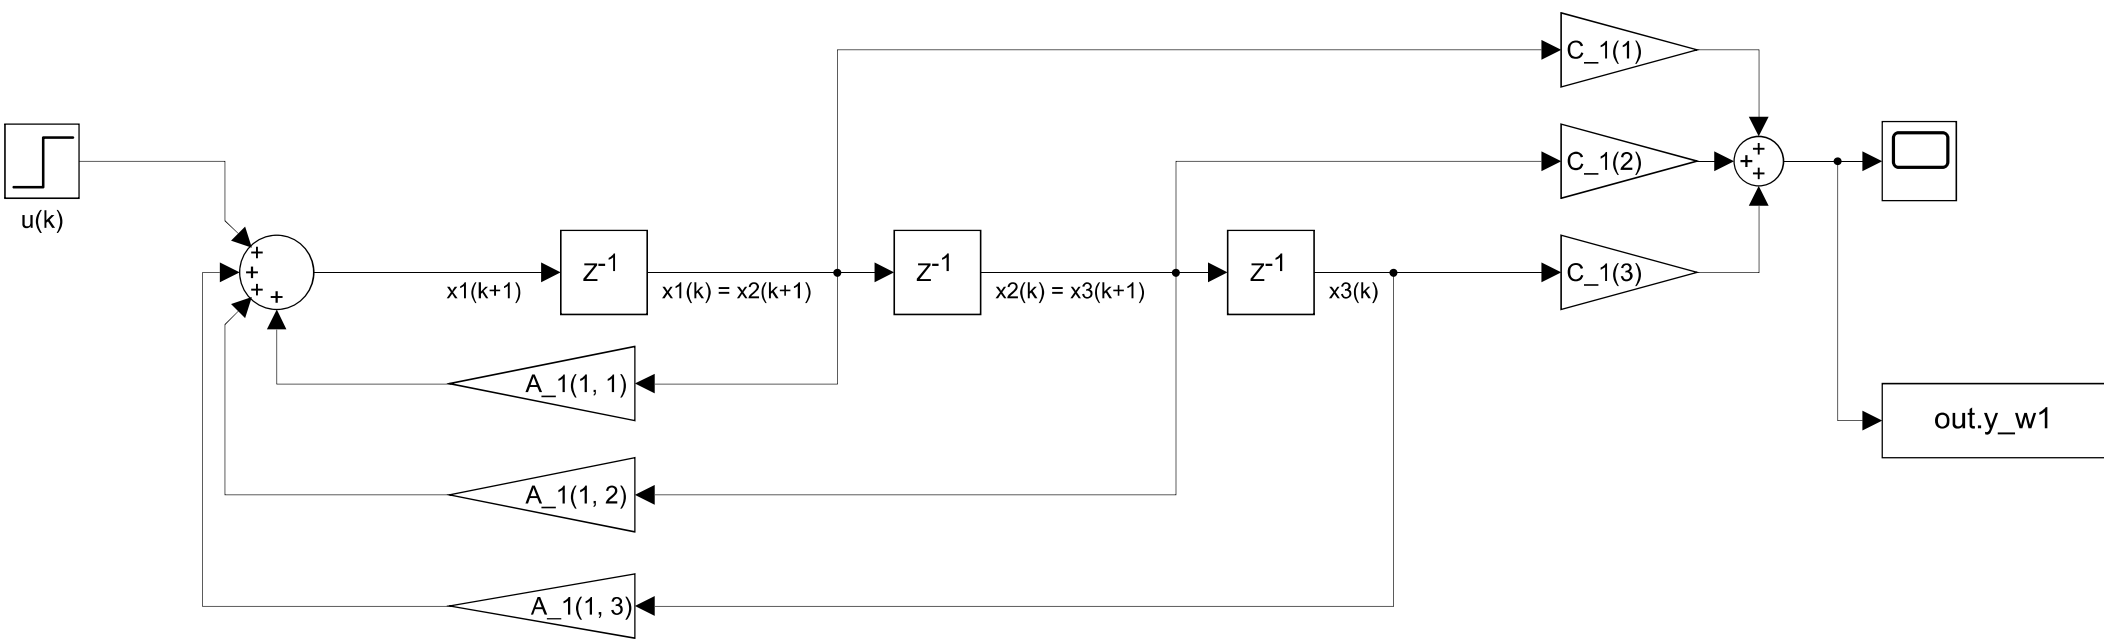 C_1(1)
+
u(k)
C_1(2)
+
+
+
+
+
+
+
Z-1
x1(k+1)
x1(k) = x2(k+1)
Z-1
x2(k) = x3(k+1)
Z-1
x3(k)
C_1(3)
A_1(1, 1)
A_1(1, 2)
out.y_w1
A_1(1, 3)